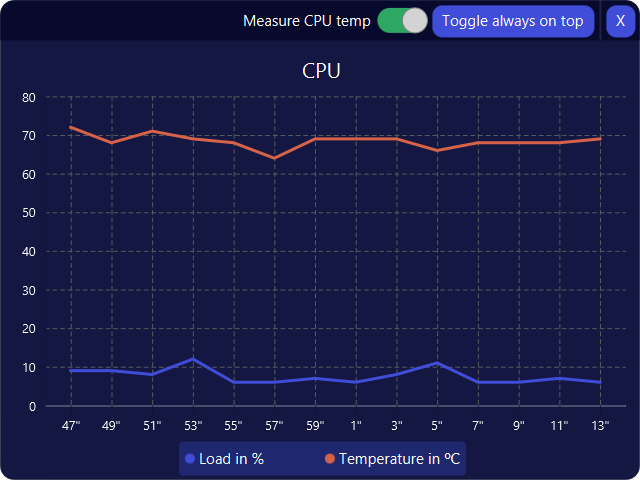 Measure CPU temp Toggle always on top X
CPU
80
70
60
50
40
30
20
10
0
47" 49" 51" 53" 55" 57" 59" 1" 3" 5" 7" 9" 11" 13"
Load in % Temperature in ºC